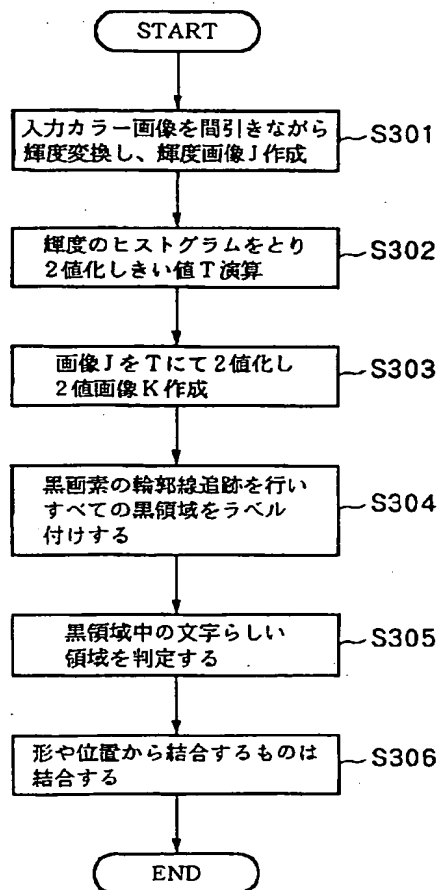 START
入力カラー画像を間引きながら
輝度変換し、輝度画像J作成
S301
輝度のヒストグラムをとり
2値化しきい値T演算
S302
画像JをTにて2値化し
2値画像K作成
S303
黒画素の輪郭線追跡を行い
すべての黒領域をラベル
付けする
S304
黒領域中の文字らしい
領域を判定する
S305
形や位置から結合するものは
結合する
S306
END